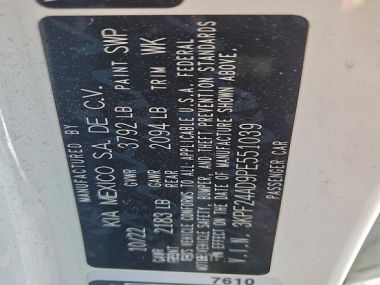 MANUFACTURED BY
KIA MEXICO S.A. DE C.V.
10/22 GVWR 3792 LB PAINT SWP
GAWR FRONT 2183 LB GAWR REAR 2094 LB TRIM WK
THIS VEHICLE CONFORMS TO ALL APPLICABLE U.S.A. FEDERAL
MOTOR VEHICLE SAFETY, BUMPER, AND THEFT PREVENTION STANDARDS
IN EFFECT ON THE DATE OF MANUFACTURE SHOWN ABOVE.
V.I.N. 3KPF24AD9PE551039
PASSENGER CAR
7610